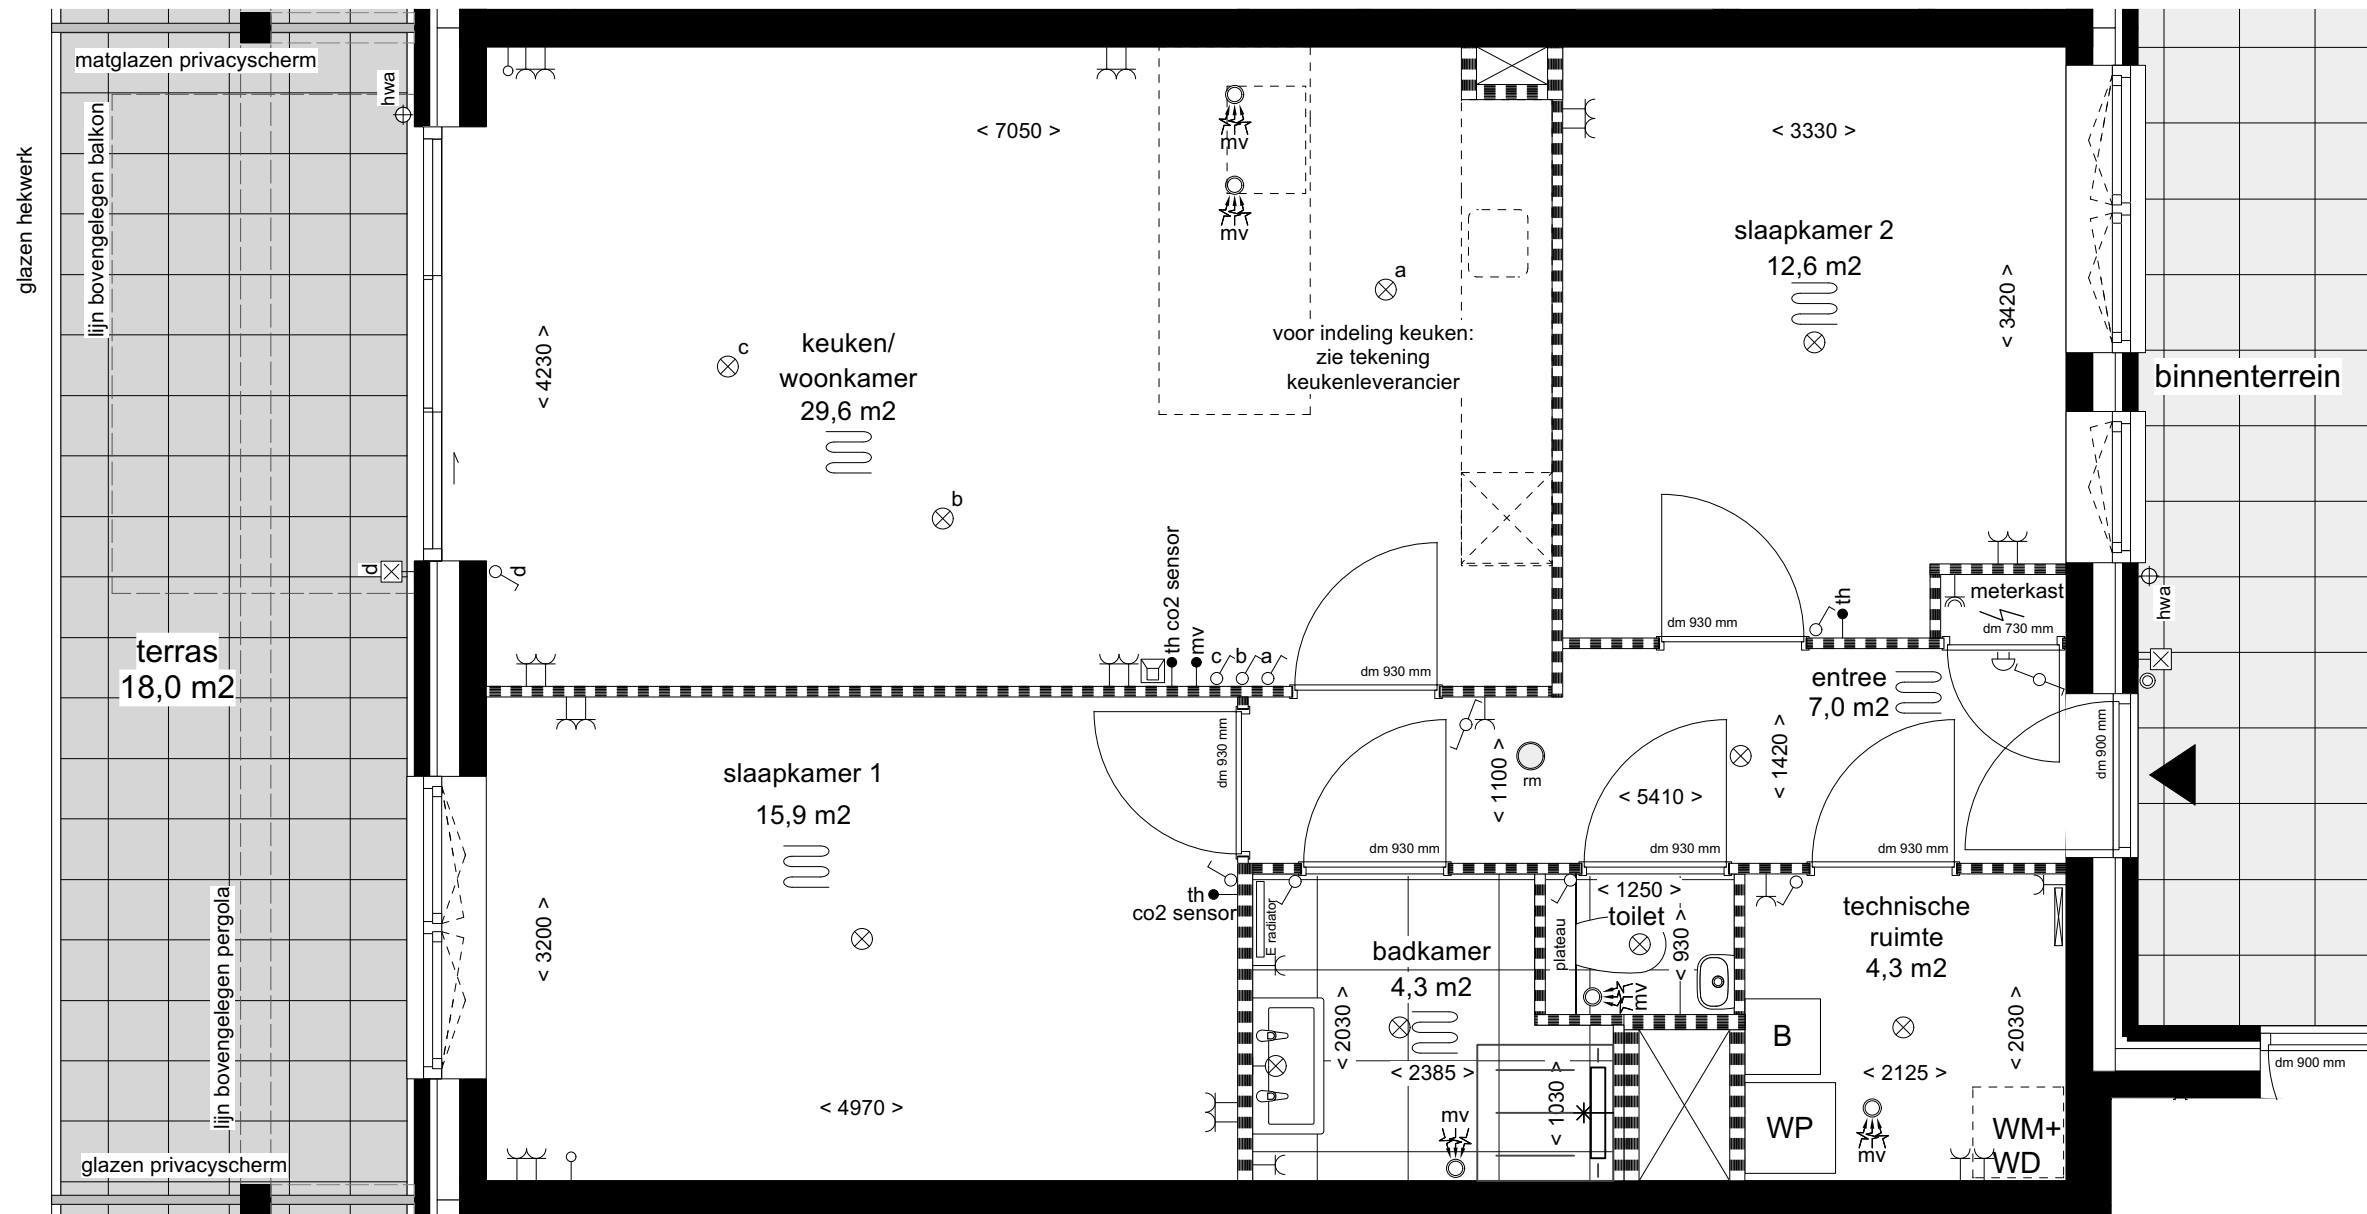 matglazen privacyscherm
hwa
glazen hekwerk
lijn bovengelegen balkon
< 7050 >
mv
mv
< 3330 >
slaapkamer 2
12,6 m2
< 3420 >
a
voor indeling keuken:
zie tekening
keukenleverancier
c
keuken/
woonkamer
29,6 m2
< 4230 >
b
binnenterrein
d
d
terras
18,0 m2
th co2 sensor
mv
c
b
a
dm 930 mm
dm 930 mm
th
meterkast
dm 730 mm
hwa
entree
7,0 m2
slaapkamer 1
15,9 m2
dm 930 mm
< 1100 >
rm
< 5410 >
< 1420 >
dm 900 mm
dm 930 mm
dm 930 mm
dm 930 mm
th
co2 sensor
E radiator
plateau
< 1250 >
toilet
< 930 >
mv
technische
ruimte
4,3 m2
badkamer
4,3 m2
< 3200 >
lijn bovengelegen pergola
< 2030 >
< 2385 >
< 1030 >
mv
B
WP
< 2125 >
< 2030 >
mv
WM+
WD
dm 900 mm
< 4970 >
glazen privacyscherm